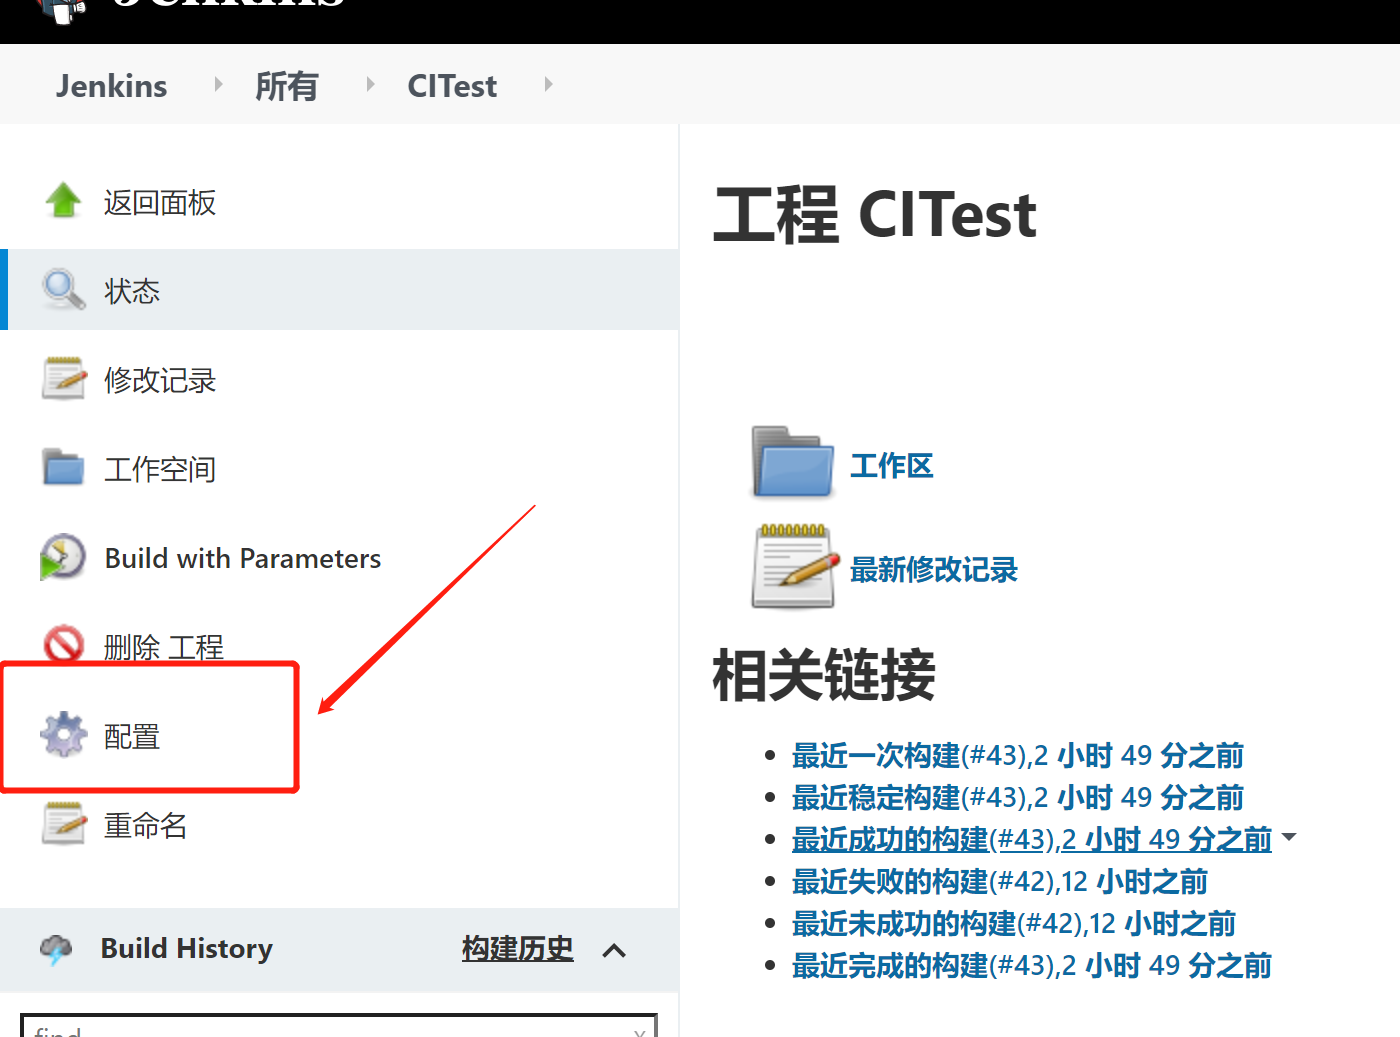 Jenkins
Jenkins 所有 CITest
返回面板
状态
修改记录
工作空间
Build with Parameters
删除 工程
配置
重命名
Build History 构建历史
find x
工程 CITest
工作区
最新修改记录
相关链接
最近一次构建(#43),2 小时 49 分之前
最近稳定构建(#43),2 小时 49 分之前
最近成功的构建(#43),2 小时 49 分之前
最近失败的构建(#42),12 小时之前
最近未成功的构建(#42),12 小时之前
最近完成的构建(#43),2 小时 49 分之前